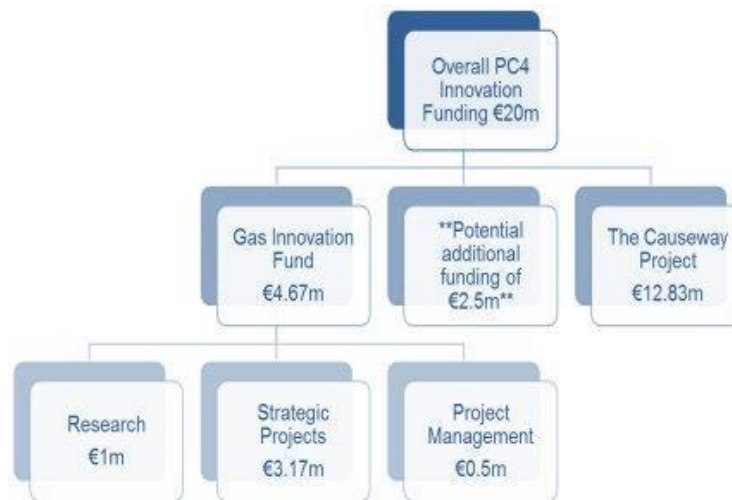 Overall PC4
Innovation
Funding €20m
Gas Innovation
Fund
€4.67m
**Potential
additional
funding of
€2.5m**
The Causeway
Project
€12.83m
Research
€1m
Strategic
Projects
€3.17m
Project
Management
€0.5m